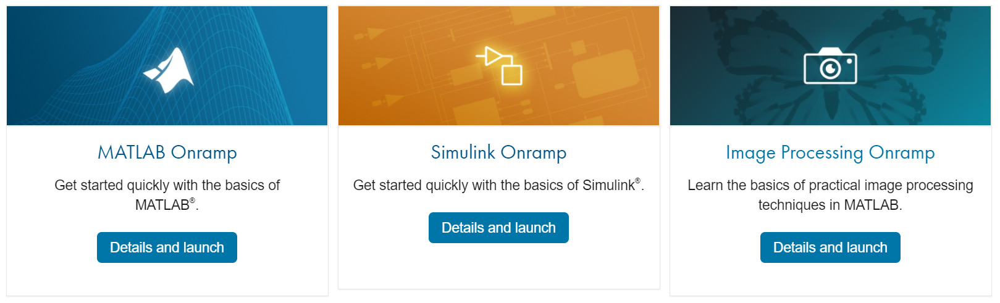 MATLAB Onramp
Get started quickly with the basics of
MATLAB®.
Details and launch
Simulink Onramp
Get started quickly with the basics of Simulink®.
Details and launch
Image Processing Onramp
Learn the basics of practical image processing
techniques in MATLAB.
Details and launch